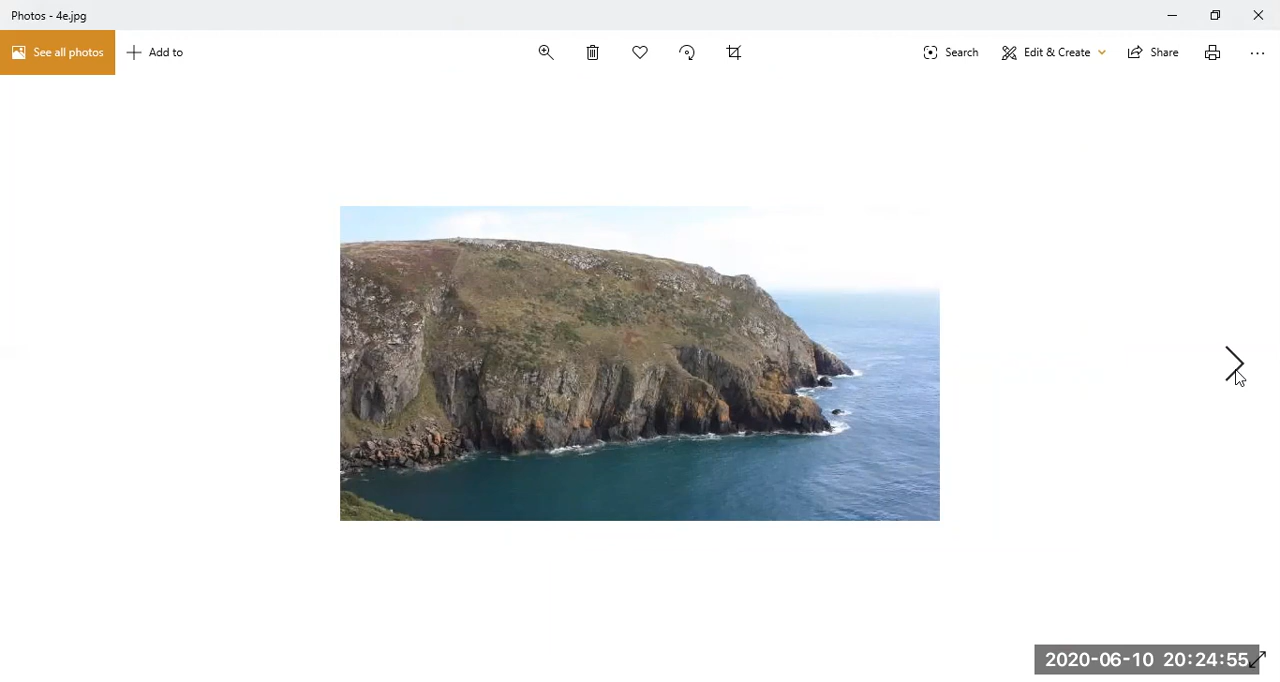 Photos - 4e.jpg
See all photos
Add to
Search
Edit & Create
Share
2020-06-10 20:24:55